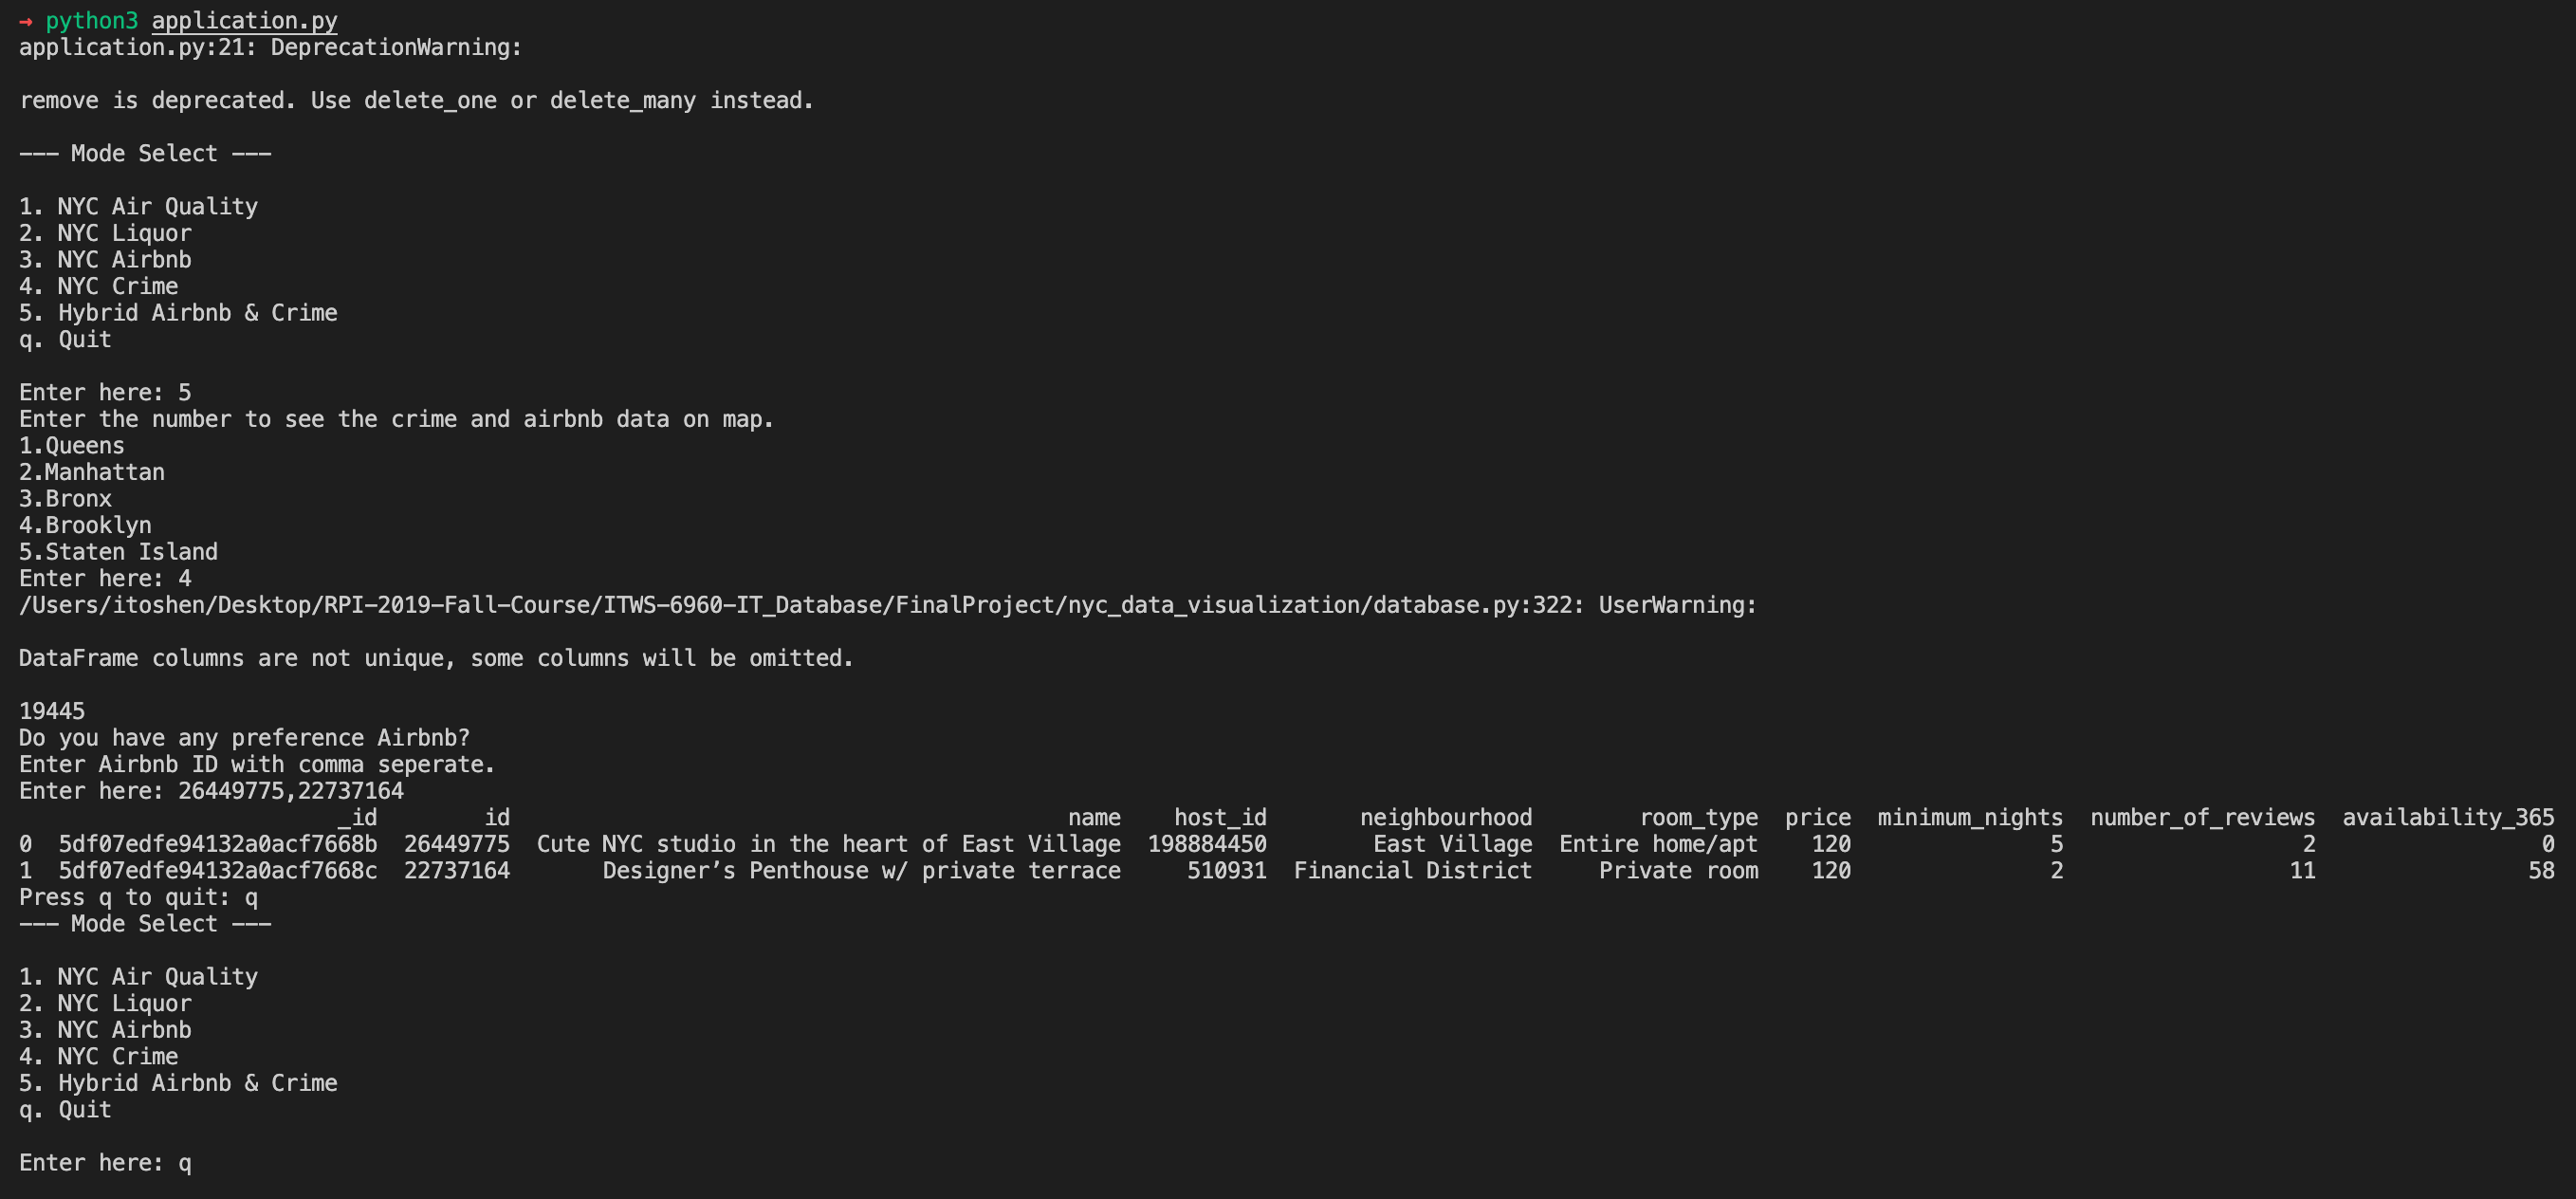 → python3 application.py
application.py:21: DeprecationWarning:
remove is deprecated. Use delete_one or delete_many instead.
--- Mode Select ---
1. NYC Air Quality
2. NYC Liquor
3. NYC Airbnb
4. NYC Crime
5. Hybrid Airbnb & Crime
q. Quit
Enter here: 5
Enter the number to see the crime and airbnb data on map.
1.Queens
2.Manhattan
3.Bronx
4.Brooklyn
5.Staten Island
Enter here: 4
/Users/itoshen/Desktop/RPI-2019-Fall-Course/ITWS-6960-IT_Database/FinalProject/nyc_data_visualization/database.py:322: UserWarning:
DataFrame columns are not unique, some columns will be omitted.
19445
Do you have any preference Airbnb?
Enter Airbnb ID with comma seperate.
Enter here: 26449775,22737164
_id id name host_id neighbourhood room_type price minimum_nights number_of_reviews availability_365
0 5df07edfe94132a0acf7668b 26449775 Cute NYC studio in the heart of East Village 198884450 East Village Entire home/apt 120 5 2 0
1 5df07edfe94132a0acf7668c 22737164 Designer’s Penthouse w/ private terrace 510931 Financial District Private room 120 2 11 58
Press q to quit: q
--- Mode Select ---
1. NYC Air Quality
2. NYC Liquor
3. NYC Airbnb
4. NYC Crime
5. Hybrid Airbnb & Crime
q. Quit
Enter here: q